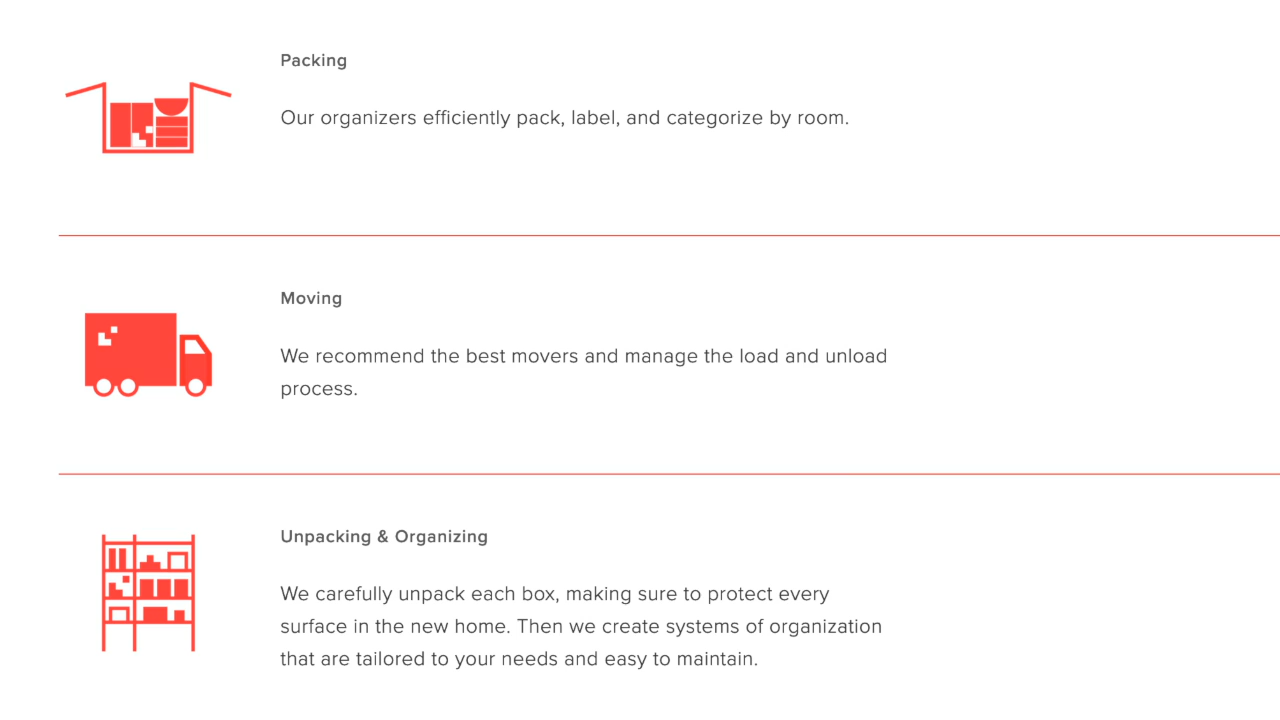 Packing
Our organizers efficiently pack, label, and categorize by room.
Moving
We recommend the best movers and manage the load and unload
process.
Unpacking & Organizing
We carefully unpack each box, making sure to protect every
surface in the new home. Then we create systems of organization
that are tailored to your needs and easy to maintain.